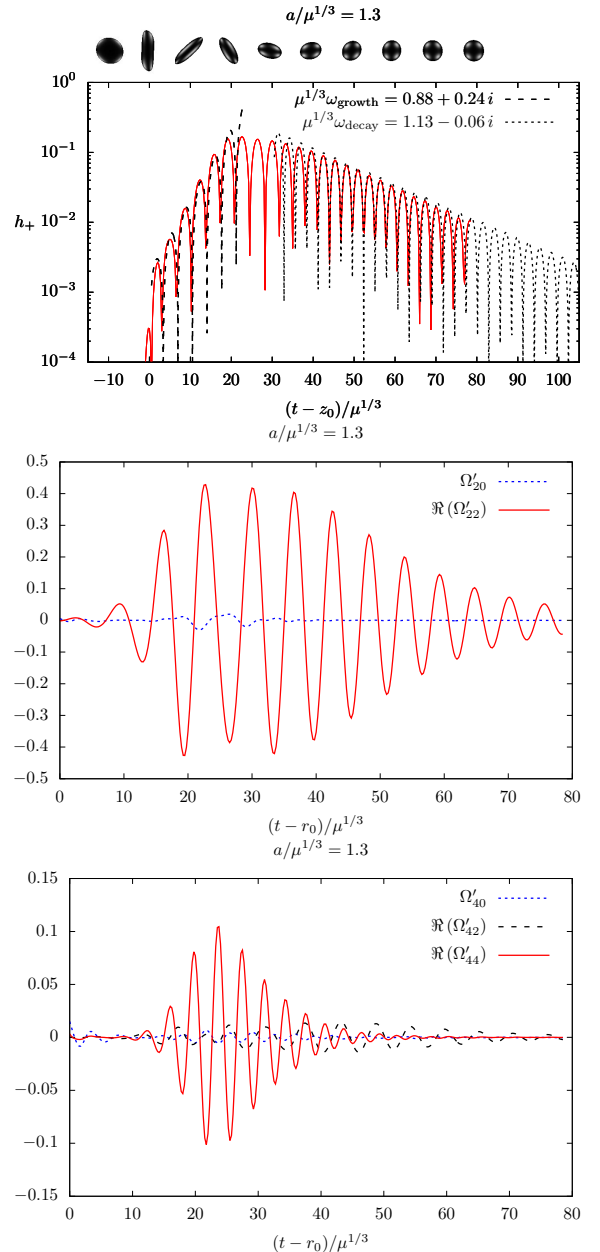 a/μ^{1/3} = 1.3
μ^{1/3}ω_{growth} = 0.88 + 0.24 i
μ^{1/3}ω_{decay} = 1.13 − 0.06 i
10^0
10^{−1}
h_+
10^{−2}
10^{−3}
10^{−4}
−10 0 10 20 30 40 50 60 70 80 90 100
(t − z_0)/μ^{1/3}
a/μ^{1/3} = 1.3
Ω′_{20}
ℜ(Ω′_{22})
0.5
0.4
0.3
0.2
0.1
0
−0.1
−0.2
−0.3
−0.4
−0.5
0 10 20 30 40 50 60 70 80
(t − r_0)/μ^{1/3}
a/μ^{1/3} = 1.3
Ω′_{40}
ℜ(Ω′_{42})
ℜ(Ω′_{44})
0.15
0.1
0.05
0
−0.05
−0.1
−0.15
0 10 20 30 40 50 60 70 80
(t − r_0)/μ^{1/3}